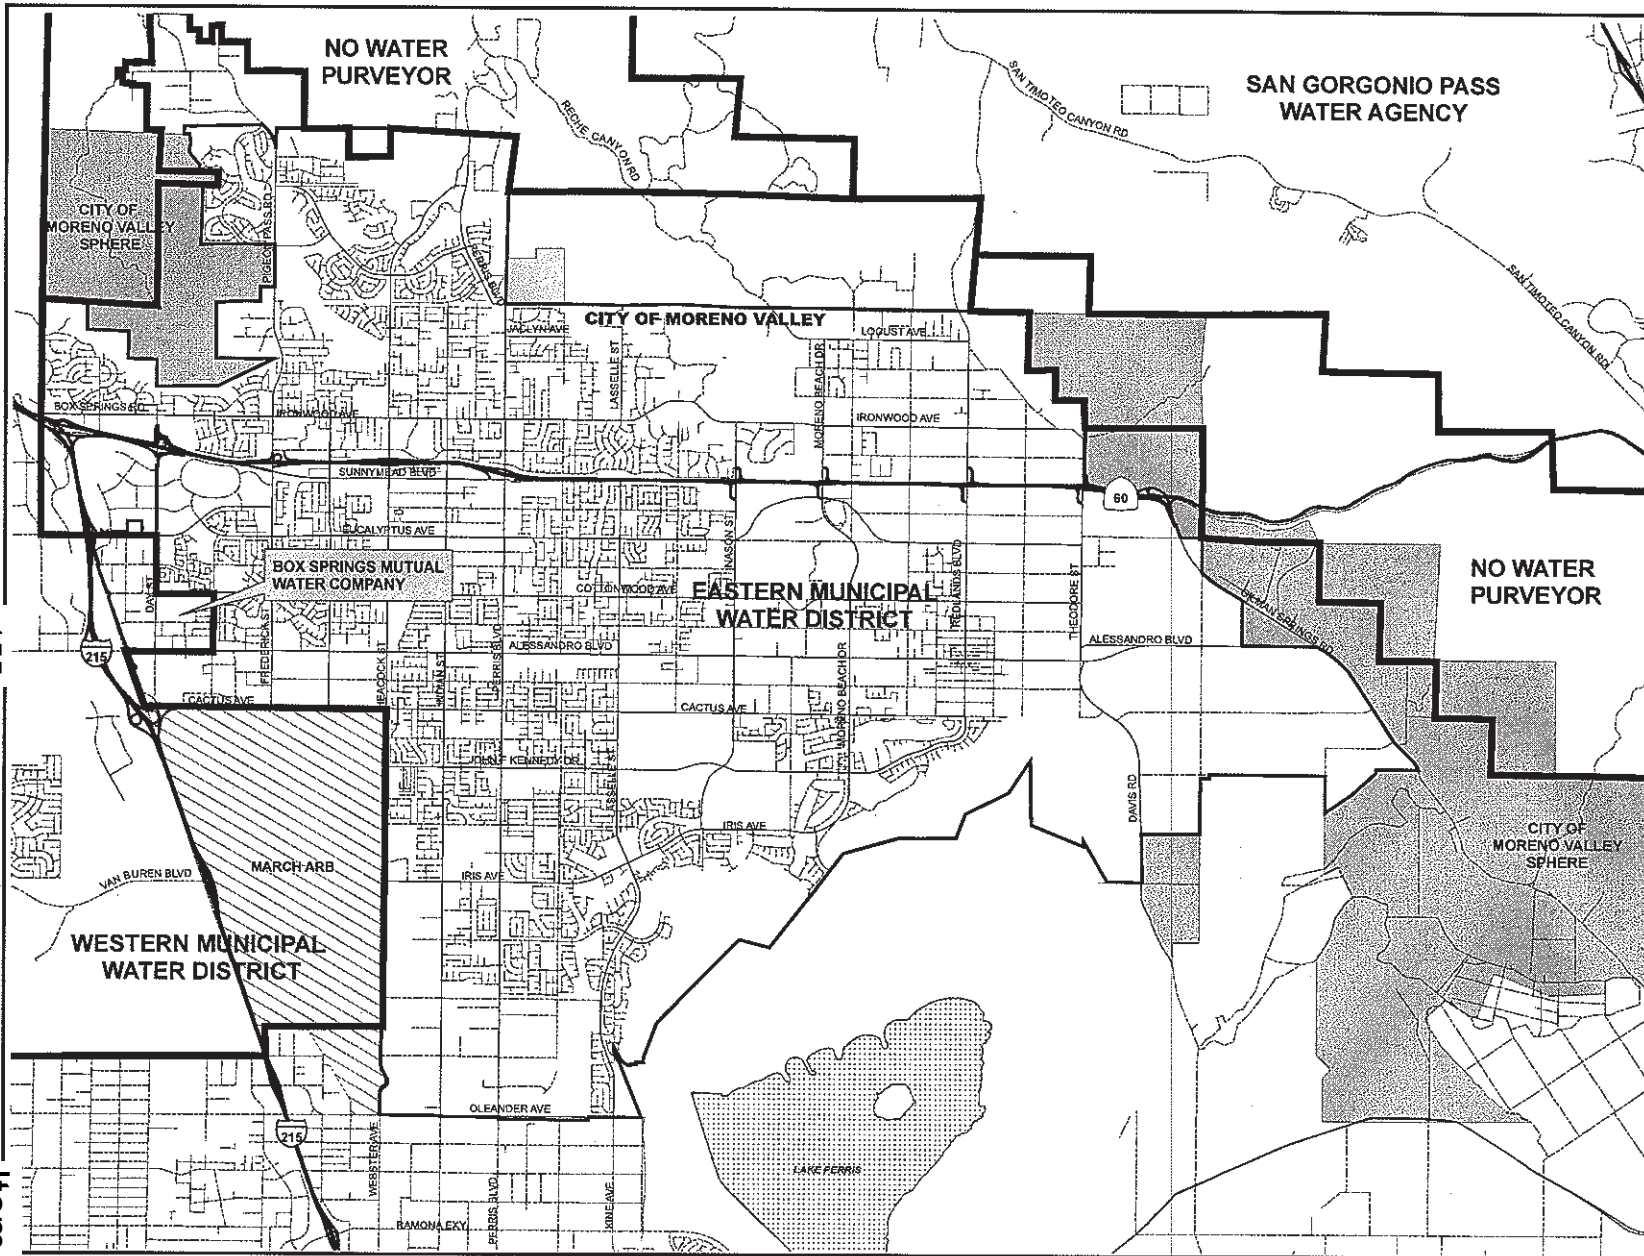 NO WATER
PURVEYOR
SAN GORGONIO PASS
WATER AGENCY
SAN TIMOTEO CANYON RD
RECHE CANYON RD
CITY OF
MORENO VALLEY
SPHERE
PIGEON PASS RD
PERRIS BLVD
SAN TIMOTEO CANYON RD
CITY OF MORENO VALLEY
JACLYN AVE
LOCUST AVE
LASSELLE ST
MORENO BEACH DR
BOX SPRINGS RD
IRONWOOD AVE
IRONWOOD AVE
SUNNYMEAD BLVD
60
EUCALYPTUS AVE
NASON ST
BOX SPRINGS MUTUAL
WATER COMPANY
DAY ST
COTTONWOOD AVE
EASTERN MUNICIPAL
WATER DISTRICT
REDLANDS BLVD
THEODORE ST
NO WATER
PURVEYOR
GILMAN SPRINGS RD
ALESSANDRO BLVD
ALESSANDRO BLVD
215
FREDERICK ST
HEACOCK ST
INDIAN ST
PERRIS BLVD
MORENO BEACH DR
CACTUS AVE
CACTUS AVE
JOHN F KENNEDY DR
LASSELLE ST
DAVIS RD
IRIS AVE
CITY OF
MORENO VALLEY
SPHERE
MARCH ARB
VAN BUREN BLVD
IRIS AVE
WESTERN MUNICIPAL
WATER DISTRICT
OLEANDER AVE
215
WEBSTER AVE
LAKE PERRIS
PERRIS BLVD
RAMONA EXY